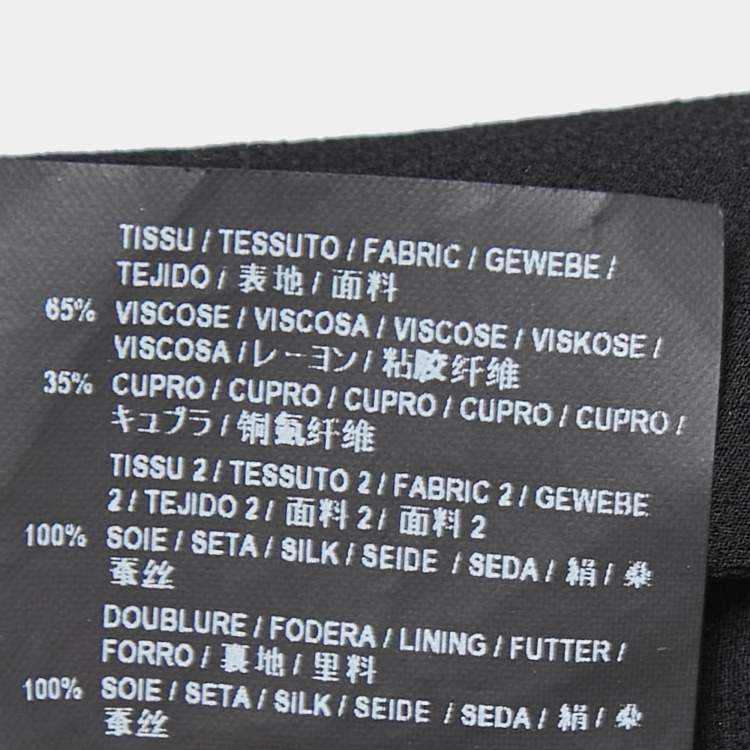 TISSU / TESSUTO / FABRIC / GEWEBE /
TEJIDO / 表地 / 面料
65% VISCOSE / VISCOSA / VISCOSE / VISKOSE /
VISCOSA / レーヨン / 粘胶纤维
35% CUPRO / CUPRO / CUPRO / CUPRO / CUPRO /
キュプラ / 铜氨纤维
TISSU 2 / TESSUTO 2 / FABRIC 2 / GEWEBE
2 / TEJIDO 2 / 面料 2 / 面料 2
100% SOIE / SETA / SILK / SEIDE / SEDA / 絹 / 桑
蚕丝
DOUBLURE / FODERA / LINING / FUTTER /
FORRO / 裏地 / 里料
100% SOIE / SETA / SILK / SEIDE / SEDA / 絹 / 桑
蚕丝